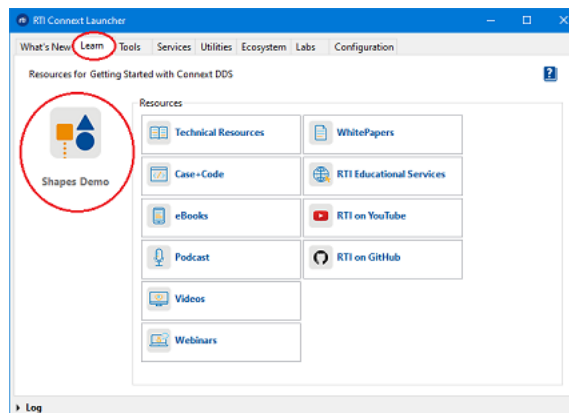 RTI Connext Launcher
What's New Learn Tools Services Utilities Ecosystem Labs Configuration
Resources for Getting Started with Connext DDS
?
Resources
Shapes Demo
Technical Resources
WhitePapers
Case+Code
RTI Educational Services
eBooks
RTI on YouTube
Podcast
RTI on GitHub
Videos
Webinars
Log